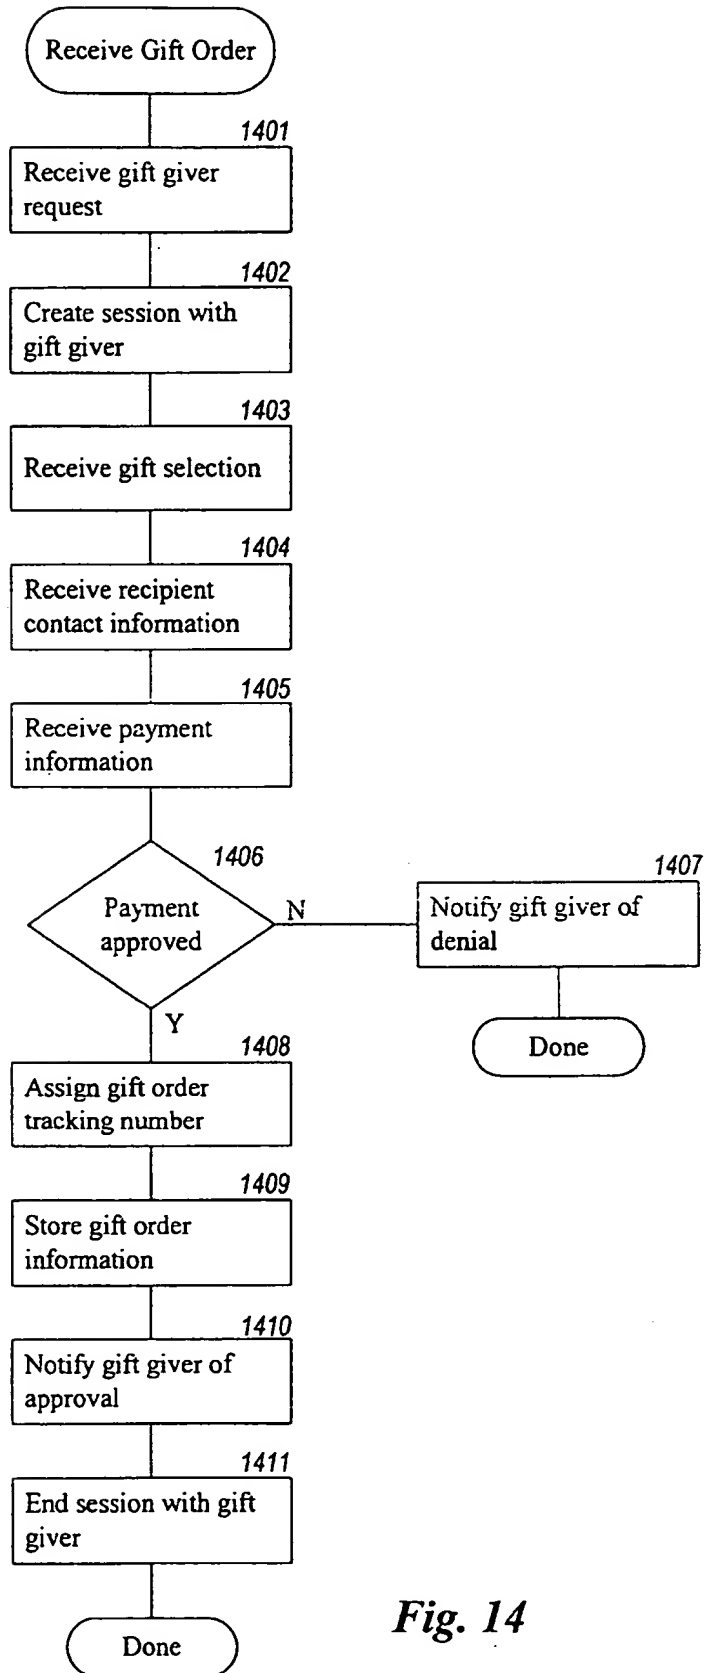 Receive Gift Order
1401
Receive gift giver
request
1402
Create session with
gift giver
1403
Receive gift selection
1404
Receive recipient
contact information
1405
Receive payment
information
1406
Payment
approved
N
1407
Notify gift giver of
denial
Done
Y
1408
Assign gift order
tracking number
1409
Store gift order
information
1410
Notify gift giver of
approval
1411
End session with gift
giver
Done
Fig. 14